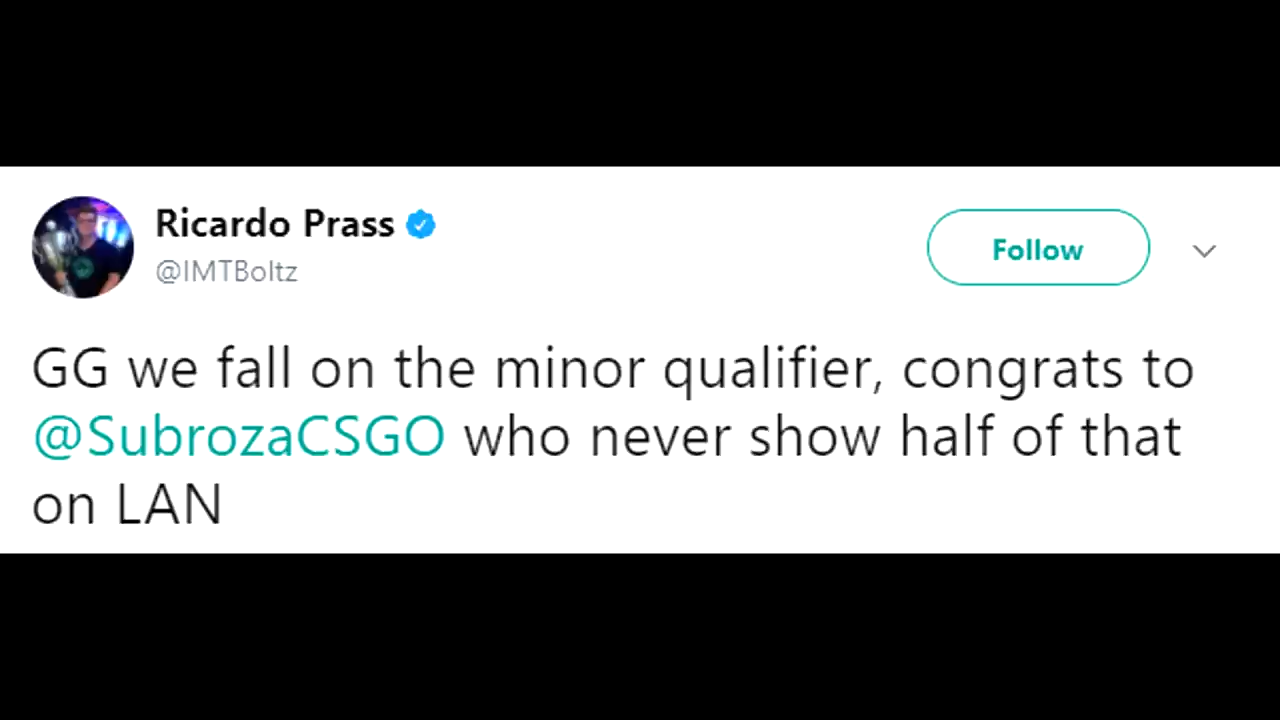 Ricardo Prass
@IMTBoltz
Follow
GG we fall on the minor qualifier, congrats to
@SubrozaCSGO who never show half of that
on LAN